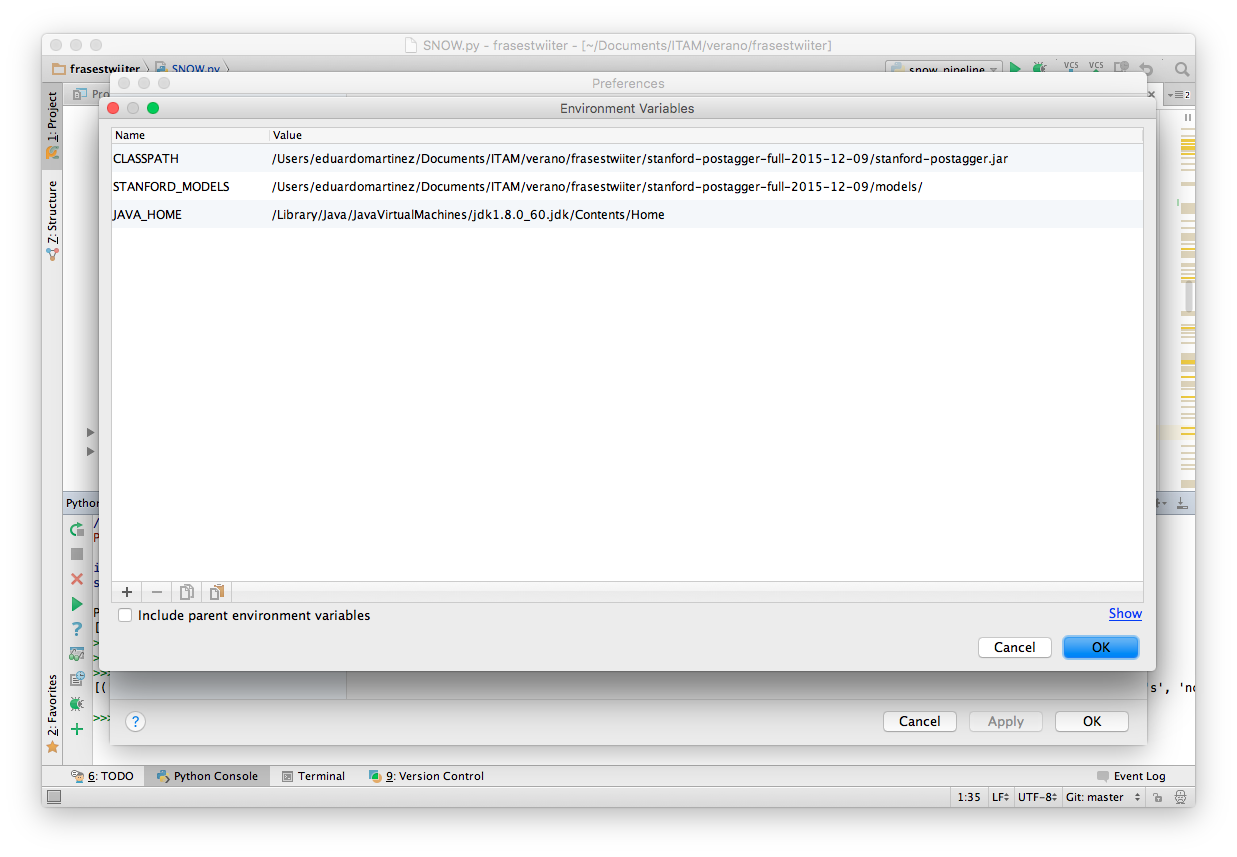 SNOW.py - frasestwiiter - [~/Documents/ITAM/verano/frasestwiiter]
frasestwiiter SNOW.py snow_pipeline VCS VCS
Preferences
1: Project
2
Environment Variables
Name Value
CLASSPATH /Users/eduardomartinez/Documents/ITAM/verano/frasestwiiter/stanford-postagger-full-2015-12-09/stanford-postagger.jar
STANFORD_MODELS /Users/eduardomartinez/Documents/ITAM/verano/frasestwiiter/stanford-postagger-full-2015-12-09/models/
JAVA_HOME /Library/Java/JavaVirtualMachines/jdk1.8.0_60.jdk/Contents/Home
Z: Structure
Include parent environment variables Show
Cancel OK
>>>
[( 's', 'no
>>>
? Cancel Apply OK
2: Favorites
6: TODO Python Console Terminal 9: Version Control Event Log
1:35 LF UTF-8 Git: master